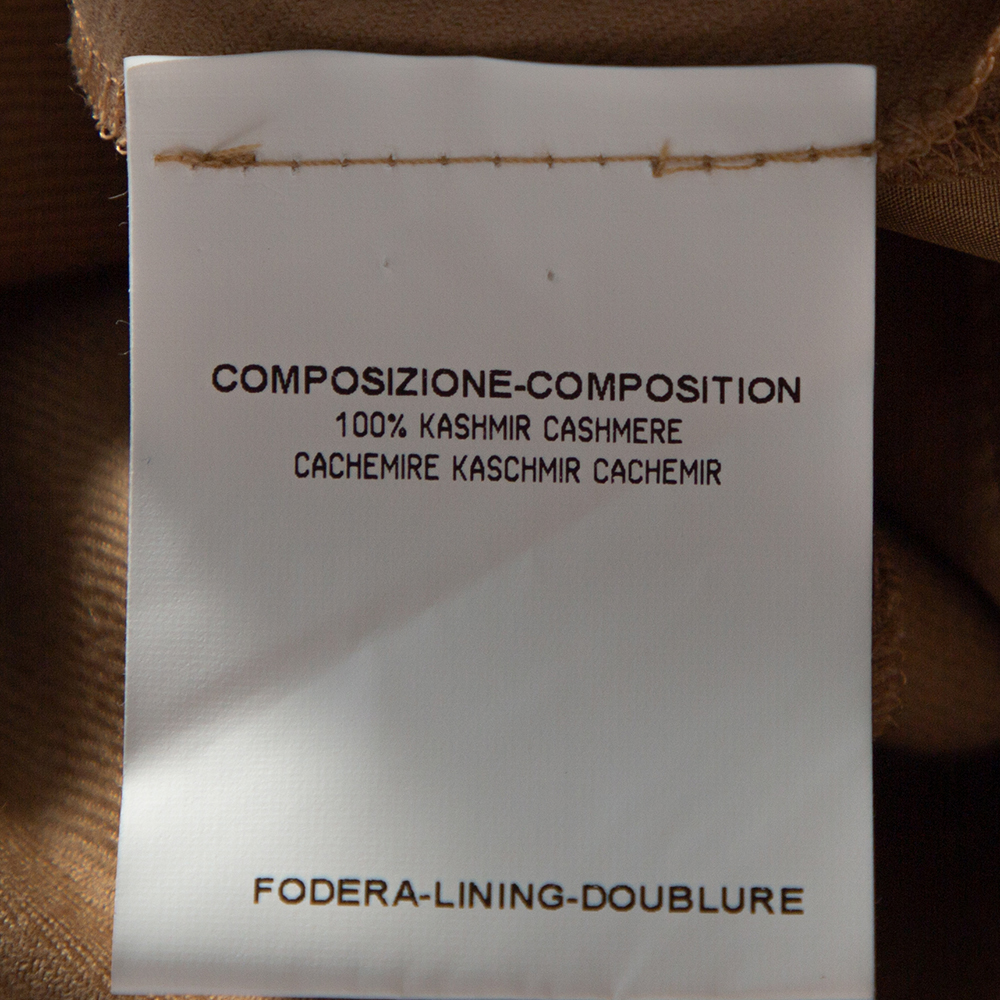 COMPOSIZIONE-COMPOSITION
100% KASHMIR CASHMERE
CACHEMIRE KASCHMIR CACHEMIR
FODERA-LINING-DOUBLURE